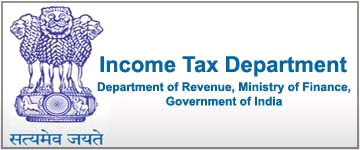 Income Tax Department
Department of Revenue, Ministry of Finance,
Government of India
सत्यमेव जयते